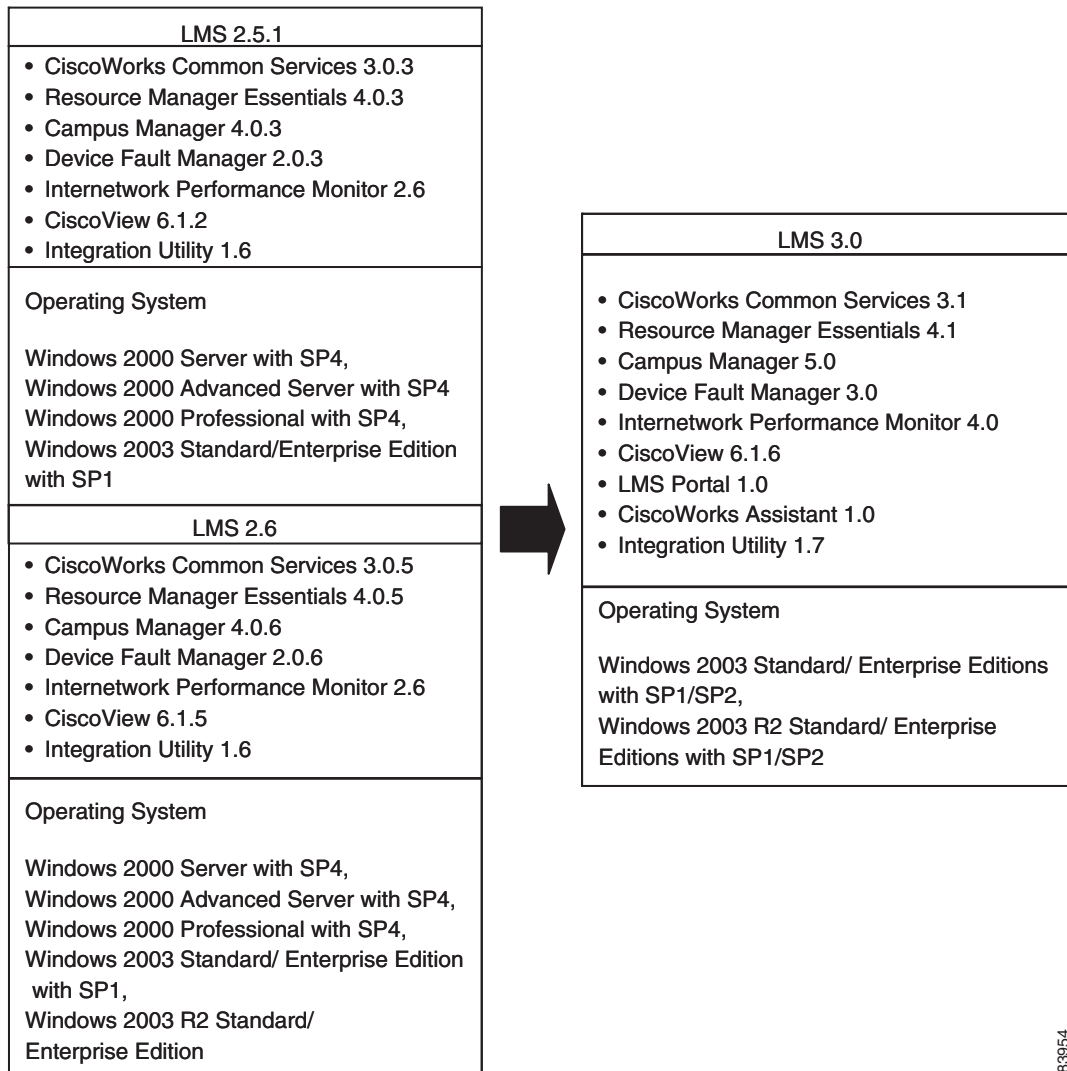 LMS 2.5.1
• CiscoWorks Common Services 3.0.3
• Resource Manager Essentials 4.0.3
• Campus Manager 4.0.3
• Device Fault Manager 2.0.3
• Internetwork Performance Monitor 2.6
• CiscoView 6.1.2
• Integration Utility 1.6
Operating System
Windows 2000 Server with SP4,
Windows 2000 Advanced Server with SP4
Windows 2000 Professional with SP4,
Windows 2003 Standard/Enterprise Edition
with SP1
LMS 2.6
• CiscoWorks Common Services 3.0.5
• Resource Manager Essentials 4.0.5
• Campus Manager 4.0.6
• Device Fault Manager 2.0.6
• Internetwork Performance Monitor 2.6
• CiscoView 6.1.5
• Integration Utility 1.6
Operating System
Windows 2000 Server with SP4,
Windows 2000 Advanced Server with SP4,
Windows 2000 Professional with SP4,
Windows 2003 Standard/ Enterprise Edition
with SP1,
Windows 2003 R2 Standard/
Enterprise Edition
LMS 3.0
• CiscoWorks Common Services 3.1
• Resource Manager Essentials 4.1
• Campus Manager 5.0
• Device Fault Manager 3.0
• Internetwork Performance Monitor 4.0
• CiscoView 6.1.6
• LMS Portal 1.0
• CiscoWorks Assistant 1.0
• Integration Utility 1.7
Operating System
Windows 2003 Standard/ Enterprise Editions
with SP1/SP2,
Windows 2003 R2 Standard/ Enterprise
Editions with SP1/SP2